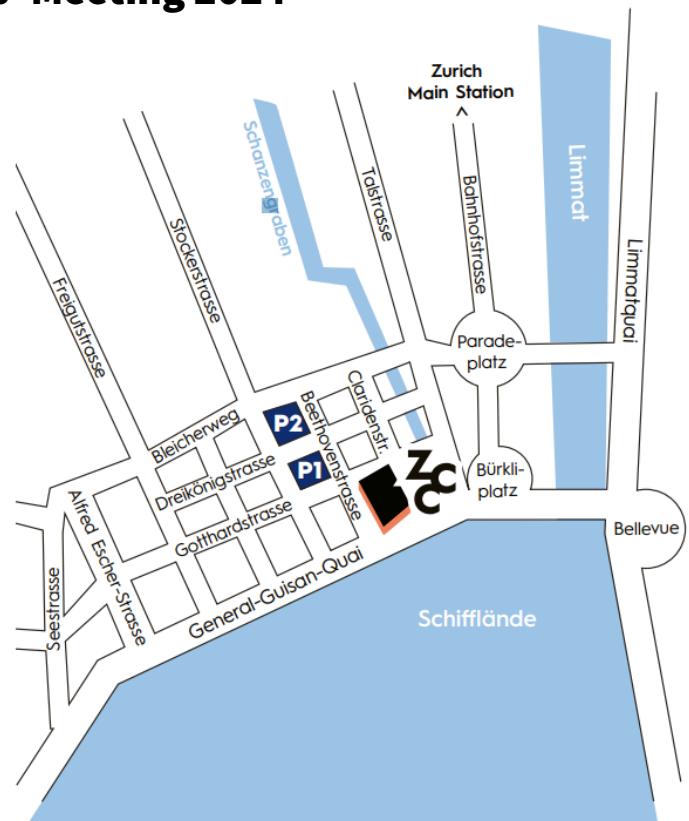 Meeting 2024
Zurich
Main Station
Limmat
Schanzengraben
Talstrasse
Bahnhofstrasse
Stockerstrasse
Limmatquai
Freigutstrasse
Parade-
platz
Claridenstr.
Beethovenstrasse
P2
Bleicherweg
P1
ZCC
Bürkli-
platz
Dreikönigstrasse
Alfred Escher-Strasse
Gotthardstrasse
Bellevue
General-Guisan-Quai
Seestrasse
Schifflände